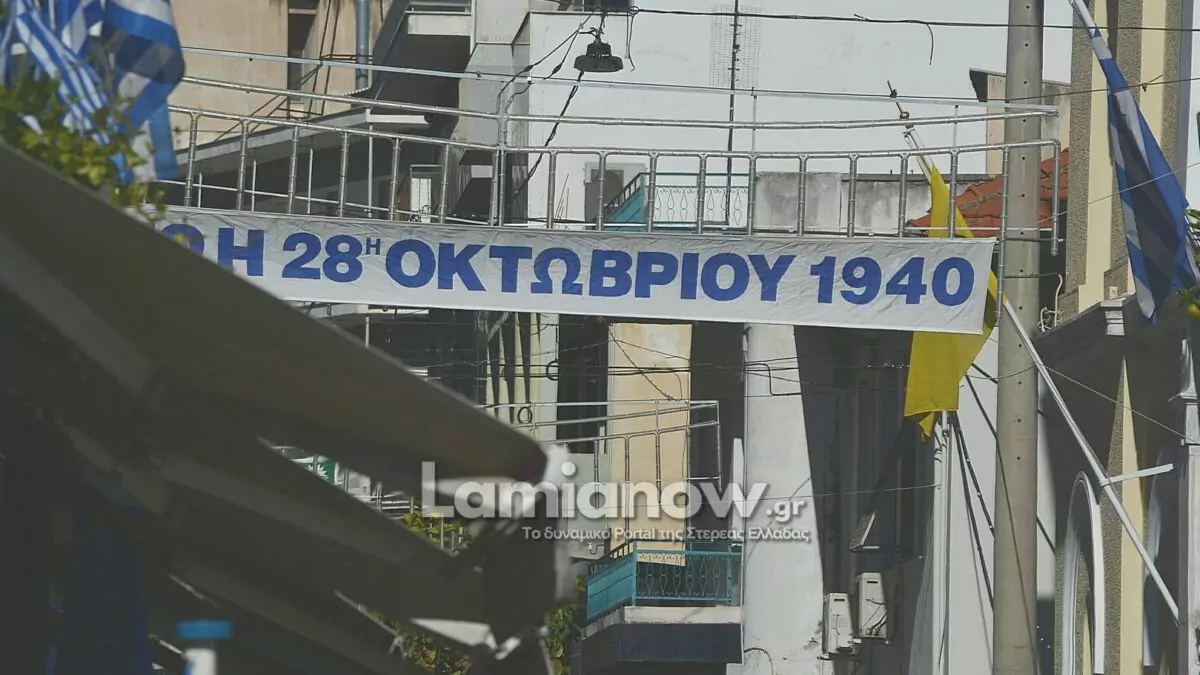 Η 28Η ΟΚΤΩΒΡΙΟΥ 1940
Lamianow.gr
Το δυναμικό Portal της Στερεάς Ελλάδας